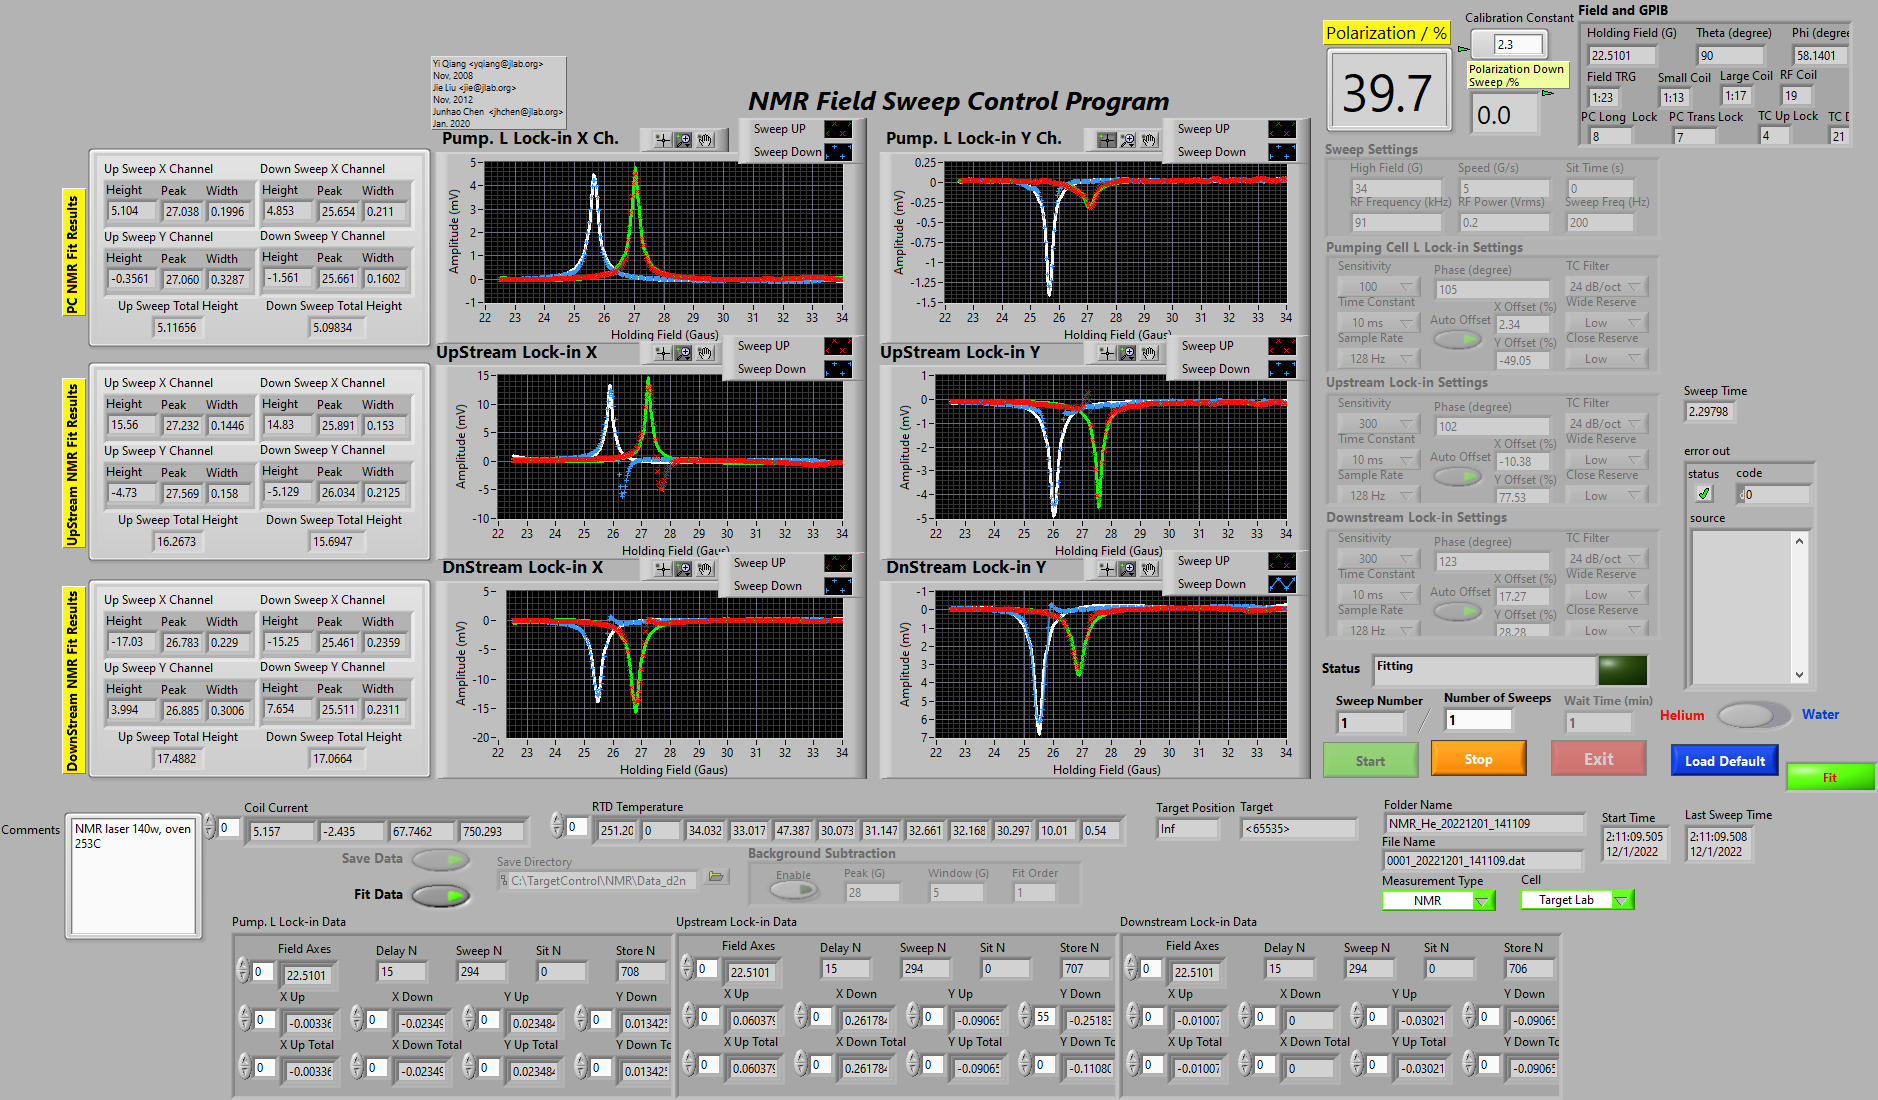 Yi Qiang <yqiang@jlab.org>
Nov, 2008
Jie Liu <jie@jlab.org>
Nov, 2012
Junhao Chen <jhchen@jlab.org>
Jan. 2020
NMR Field Sweep Control Program
Polarization / %
39.7
Calibration Constant
2.3
Polarization Down
Sweep /%
0.0
Field and GPIB
Holding Field (G) Theta (degree) Phi (degree
22.5101 90 58.1401
Field TRG Small Coil Large Coil RF Coil
1:23 1:13 1:17 19
PC Long Lock PC Trans Lock TC Up Lock TC D
8 7 4 21
PC NMR Fit Results
Up Sweep X Channel Down Sweep X Channel
Height Peak Width Height Peak Width
5.104 27.038 0.1996 4.853 25.654 0.211
Up Sweep Y Channel Down Sweep Y Channel
Height Peak Width Height Peak Width
-0.3561 27.060 0.3287 -1.561 25.661 0.1602
Up Sweep Total Height Down Sweep Total Height
5.11656 5.09834
Pump. L Lock-in X Ch.
Sweep UP
Sweep Down
Amplitude (mV)
5
4
3
2
1
0
-1
22 23 24 25 26 27 28 29 30 31 32 33 34
Holding Field (Gaus)
Pump. L Lock-in Y Ch.
Sweep UP
Sweep Down
Amplitude (mV)
0.25
0
-0.25
-0.5
-0.75
-1
-1.25
-1.5
22 23 24 25 26 27 28 29 30 31 32 33 34
Holding Field (Gaus)
UpStream NMR Fit Results
Up Sweep X Channel Down Sweep X Channel
Height Peak Width Height Peak Width
15.56 27.232 0.1446 14.83 25.891 0.153
Up Sweep Y Channel Down Sweep Y Channel
Height Peak Width Height Peak Width
-4.73 27.569 0.158 -5.129 26.034 0.2125
Up Sweep Total Height Down Sweep Total Height
16.2673 15.6947
UpStream Lock-in X
Sweep UP
Sweep Down
Amplitude (mV)
15
10
5
0
-5
-10
22 23 24 25 26 27 28 29 30 31 32 33 34
Holding Field (Gaus)
UpStream Lock-in Y
Sweep UP
Sweep Down
Amplitude (mV)
1
0
-1
-2
-3
-4
-5
22 23 24 25 26 27 28 29 30 31 32 33 34
Holding Field (Gaus)
DownStream NMR Fit Results
Up Sweep X Channel Down Sweep X Channel
Height Peak Width Height Peak Width
-17.03 26.783 0.229 -15.25 25.461 0.2359
Up Sweep Y Channel Down Sweep Y Channel
Height Peak Width Height Peak Width
3.994 26.885 0.3006 7.654 25.511 0.2311
Up Sweep Total Height Down Sweep Total Height
17.4882 17.0664
DnStream Lock-in X
Sweep UP
Sweep Down
Amplitude (mV)
5
0
-5
-10
-15
-20
22 23 24 25 26 27 28 29 30 31 32 33 34
Holding Field (Gaus)
DnStream Lock-in Y
Sweep UP
Sweep Down
Amplitude (mV)
-1
0
1
2
3
4
5
6
7
22 23 24 25 26 27 28 29 30 31 32 33 34
Holding Field (Gaus)
Sweep Settings
High Field (G) Speed (G/s) Sit Time (s)
34 5 0
RF Frequency (kHz) RF Power (Vrms) Sweep Freq (Hz)
91 0.2 200
Pumping Cell L Lock-in Settings
Sensitivity Phase (degree) TC Filter
100 105 24 dB/oct
Time Constant X Offset (%) Wide Reserve
10 ms Auto Offset 2.34 Low
Sample Rate Y Offset (%) Close Reserve
128 Hz -49.05 Low
Upstream Lock-in Settings
Sensitivity Phase (degree) TC Filter
300 102 24 dB/oct
Time Constant X Offset (%) Wide Reserve
10 ms Auto Offset -10.38 Low
Sample Rate Y Offset (%) Close Reserve
128 Hz 77.53 Low
Downstream Lock-in Settings
Sensitivity Phase (degree) TC Filter
300 123 24 dB/oct
Time Constant X Offset (%) Wide Reserve
10 ms Auto Offset 17.27 Low
Sample Rate Y Offset (%) Close Reserve
128 Hz 28.28 Low
Sweep Time
2.29798
error out
status code
0
source
Status Fitting
Sweep Number Number of Sweeps Wait Time (min)
1 / 1 1
Helium Water
Start Stop Exit Load Default Fit
Comments
NMR laser 140w, oven
253C
Coil Current
0 5.157 -2.435 67.7462 750.293
RTD Temperature
0 251.20 0 34.032 33.017 47.387 30.073 31.147 32.661 32.168 30.297 10.01 0.54
Target Position Target
Inf <65535>
Folder Name
NMR_He_20221201_141109
File Name
0001_20221201_141109.dat
Start Time
2:11:09.505
12/1/2022
Last Sweep Time
2:11:09.508
12/1/2022
Measurement Type Cell
NMR Target Lab
Save Data
Fit Data
Save Directory
C:\TargetControl\NMR\Data_d2n
Background Subtraction
Enable Peak (G) Window (G) Fit Order
28 5 1
Pump. L Lock-in Data
Field Axes Delay N Sweep N Sit N Store N
0 22.5101 15 294 0 708
X Up X Down Y Up Y Down
0 -0.00336 0 -0.02349 0 0.023484 0 0.01342
X Up Total X Down Total Y Up Total Y Down To
0 -0.00336 0 -0.02349 0 0.023484 0 0.01342
Upstream Lock-in Data
Field Axes Delay N Sweep N Sit N Store N
0 22.5101 15 294 0 707
X Up X Down Y Up Y Down
0 0.060379 0 0.261784 0 -0.09065 55 -0.2518
X Up Total X Down Total Y Up Total Y Down To
0 0.060379 0 0.261784 0 -0.09065 0 -0.1108
Downstream Lock-in Data
Field Axes Delay N Sweep N Sit N Store N
0 22.5101 15 294 0 706
X Up X Down Y Up Y Down
0 -0.01007 0 0 0 -0.03021 0 -0.0906
X Up Total X Down Total Y Up Total Y Down To
0 -0.01007 0 0 0 -0.03021 0 -0.0906